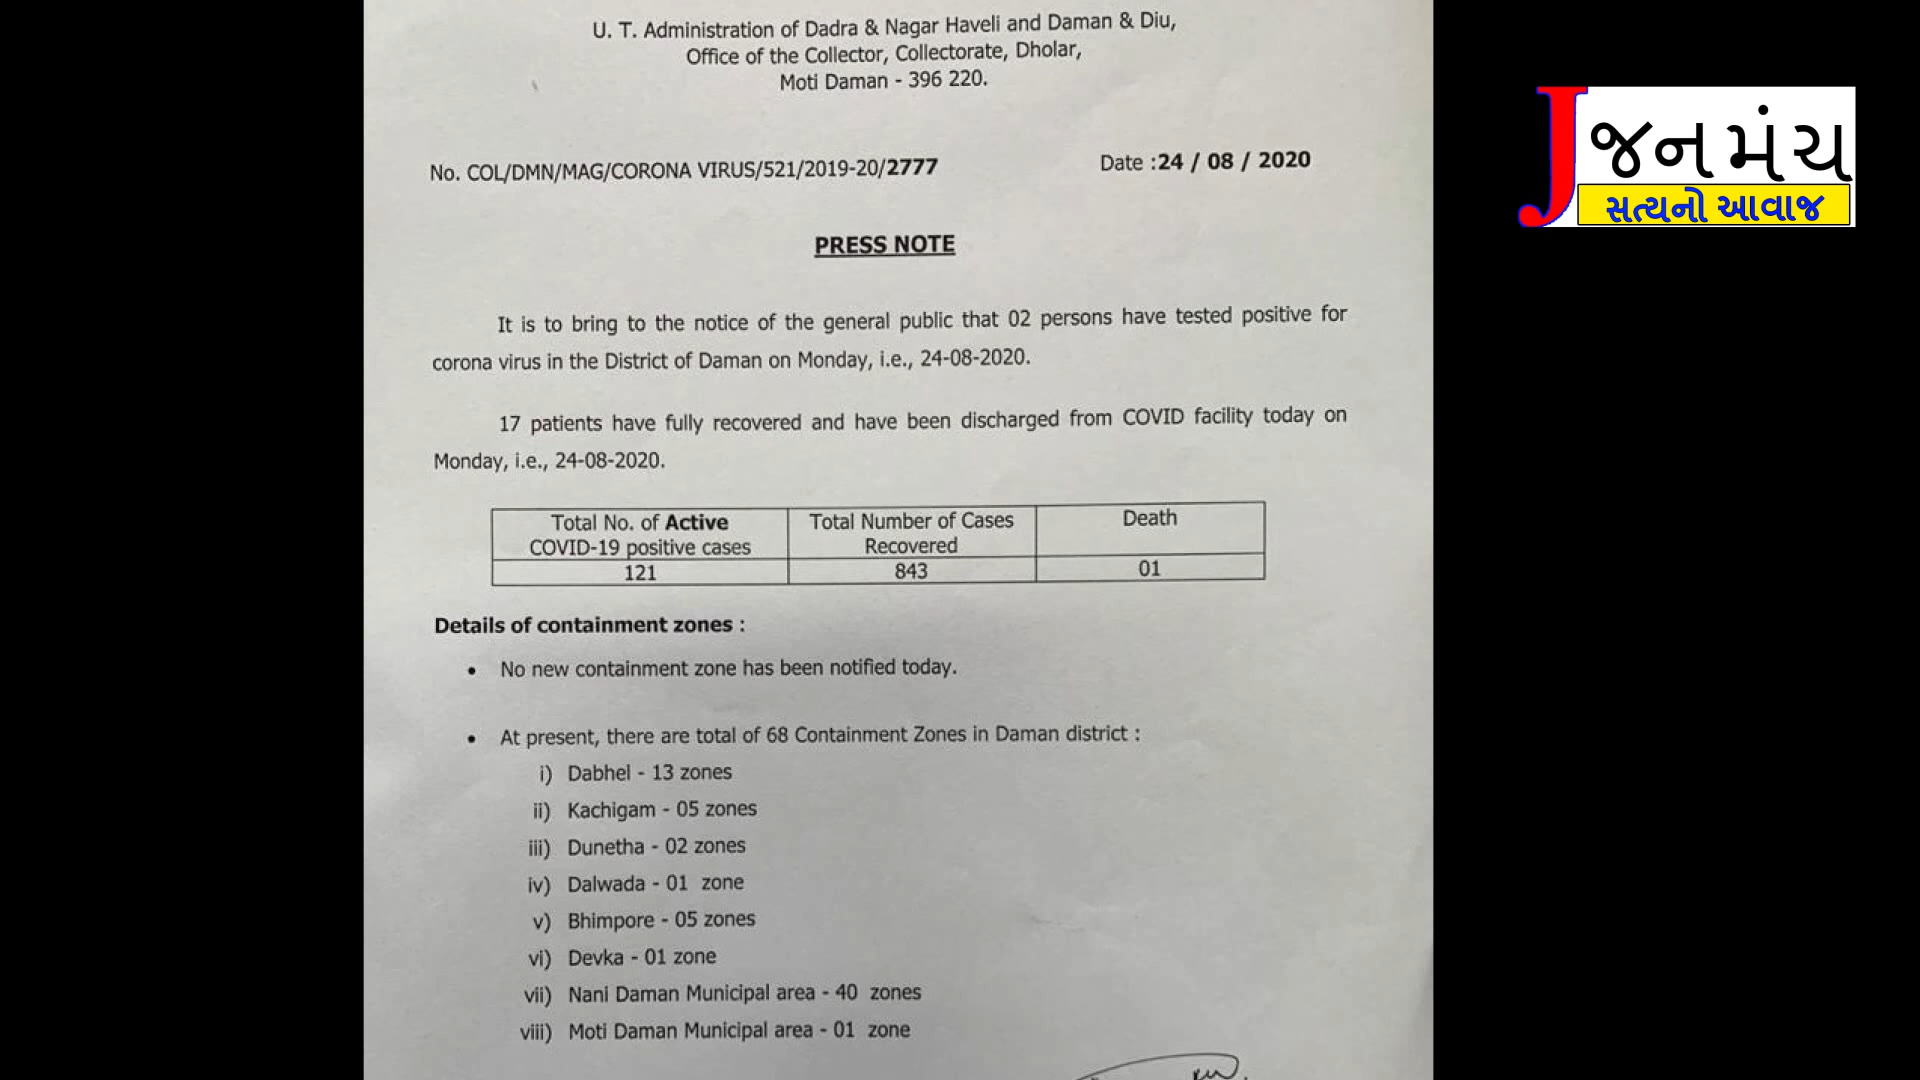 U. T. Administration of Dadra & Nagar Haveli and Daman & Diu,
Office of the Collector, Collectorate, Dholar,
Moti Daman - 396 220.
No. COL/DMN/MAG/CORONA VIRUS/521/2019-20/2777 Date :24 / 08 / 2020
J જન મંચ
સત્યનો આવાજ
PRESS NOTE
It is to bring to the notice of the general public that 02 persons have tested positive for
corona virus in the District of Daman on Monday, i.e., 24-08-2020.
17 patients have fully recovered and have been discharged from COVID facility today on
Monday, i.e., 24-08-2020.
Total No. of Active Total Number of Cases Death
COVID-19 positive cases Recovered
121 843 01
Details of containment zones :
• No new containment zone has been notified today.
• At present, there are total of 68 Containment Zones in Daman district :
i) Dabhel - 13 zones
ii) Kachigam - 05 zones
iii) Dunetha - 02 zones
iv) Dalwada - 01 zone
v) Bhimpore - 05 zones
vi) Devka - 01 zone
vii) Nani Daman Municipal area - 40 zones
viii) Moti Daman Municipal area - 01 zone